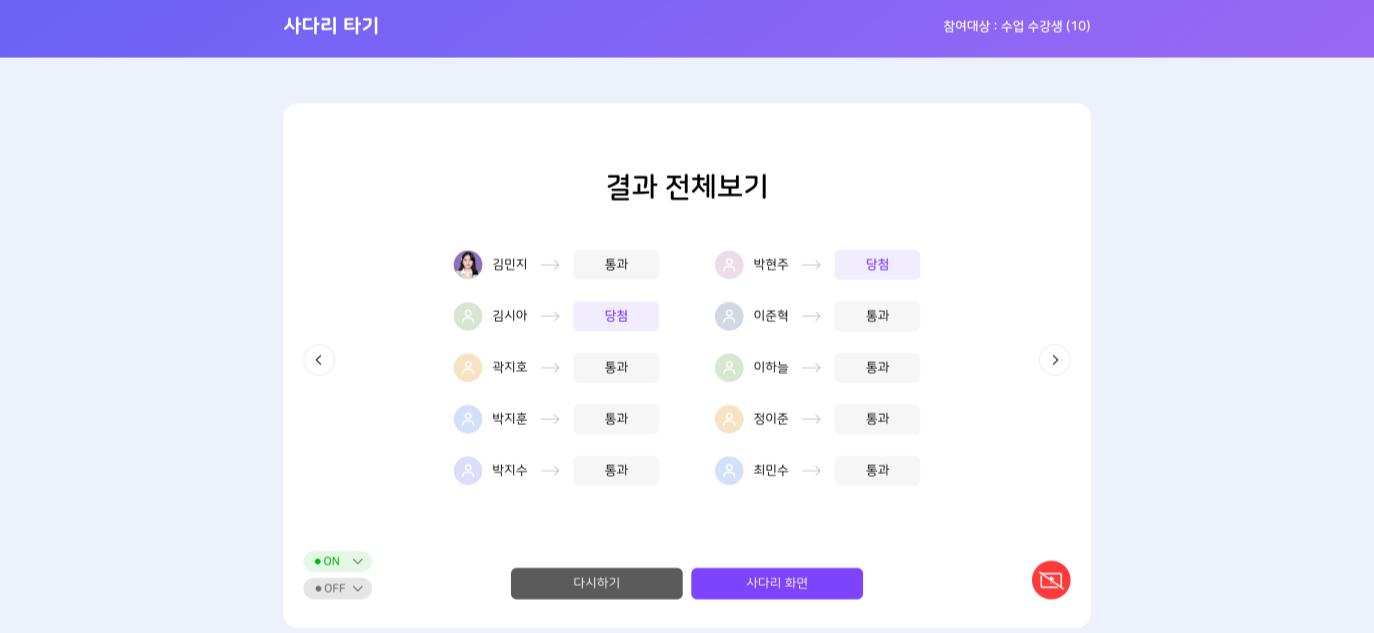 사다리 타기
참여대상 : 수업 수강생 (10)
결과 전체보기
김민지 → 통과
박현주 → 당첨
김시아 → 당첨
이준혁 → 통과
곽지호 → 통과
이하늘 → 통과
박지훈 → 통과
정이준 → 통과
박지수 → 통과
최민수 → 통과
ON
OFF
다시하기
사다리 화면